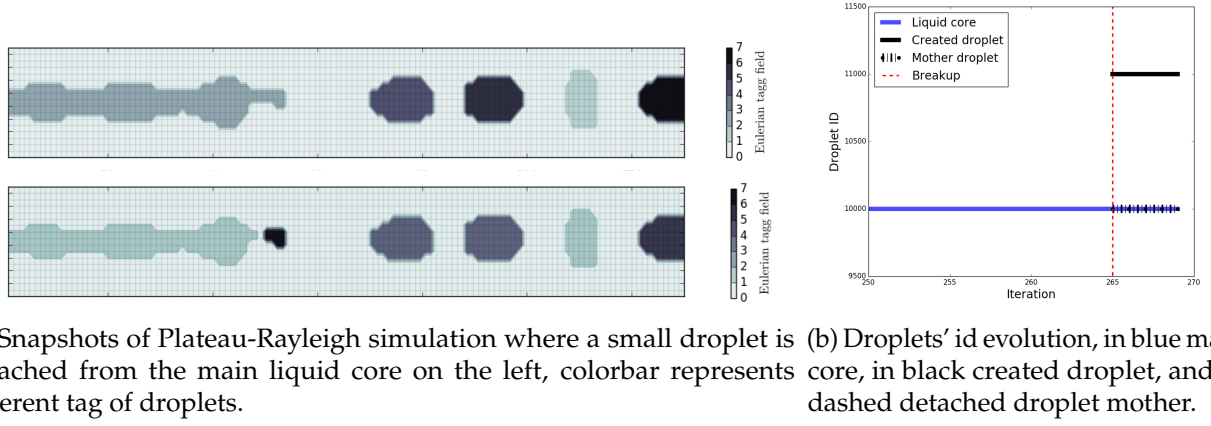 7
6
5
4
3
2
1
0
Eulerian tagg field
7
6
5
4
3
2
1
0
Eulerian tagg field
11500
11000
10500
10000
9500
Droplet ID
Liquid core
Created droplet
Mother droplet
Breakup
250
255
260
265
270
Iteration
Snapshots of Plateau-Rayleigh simulation where a small droplet is
ached from the main liquid core on the left, colorbar represents
erent tag of droplets.
(b) Droplets' id evolution, in blue ma
core, in black created droplet, and
dashed detached droplet mother.